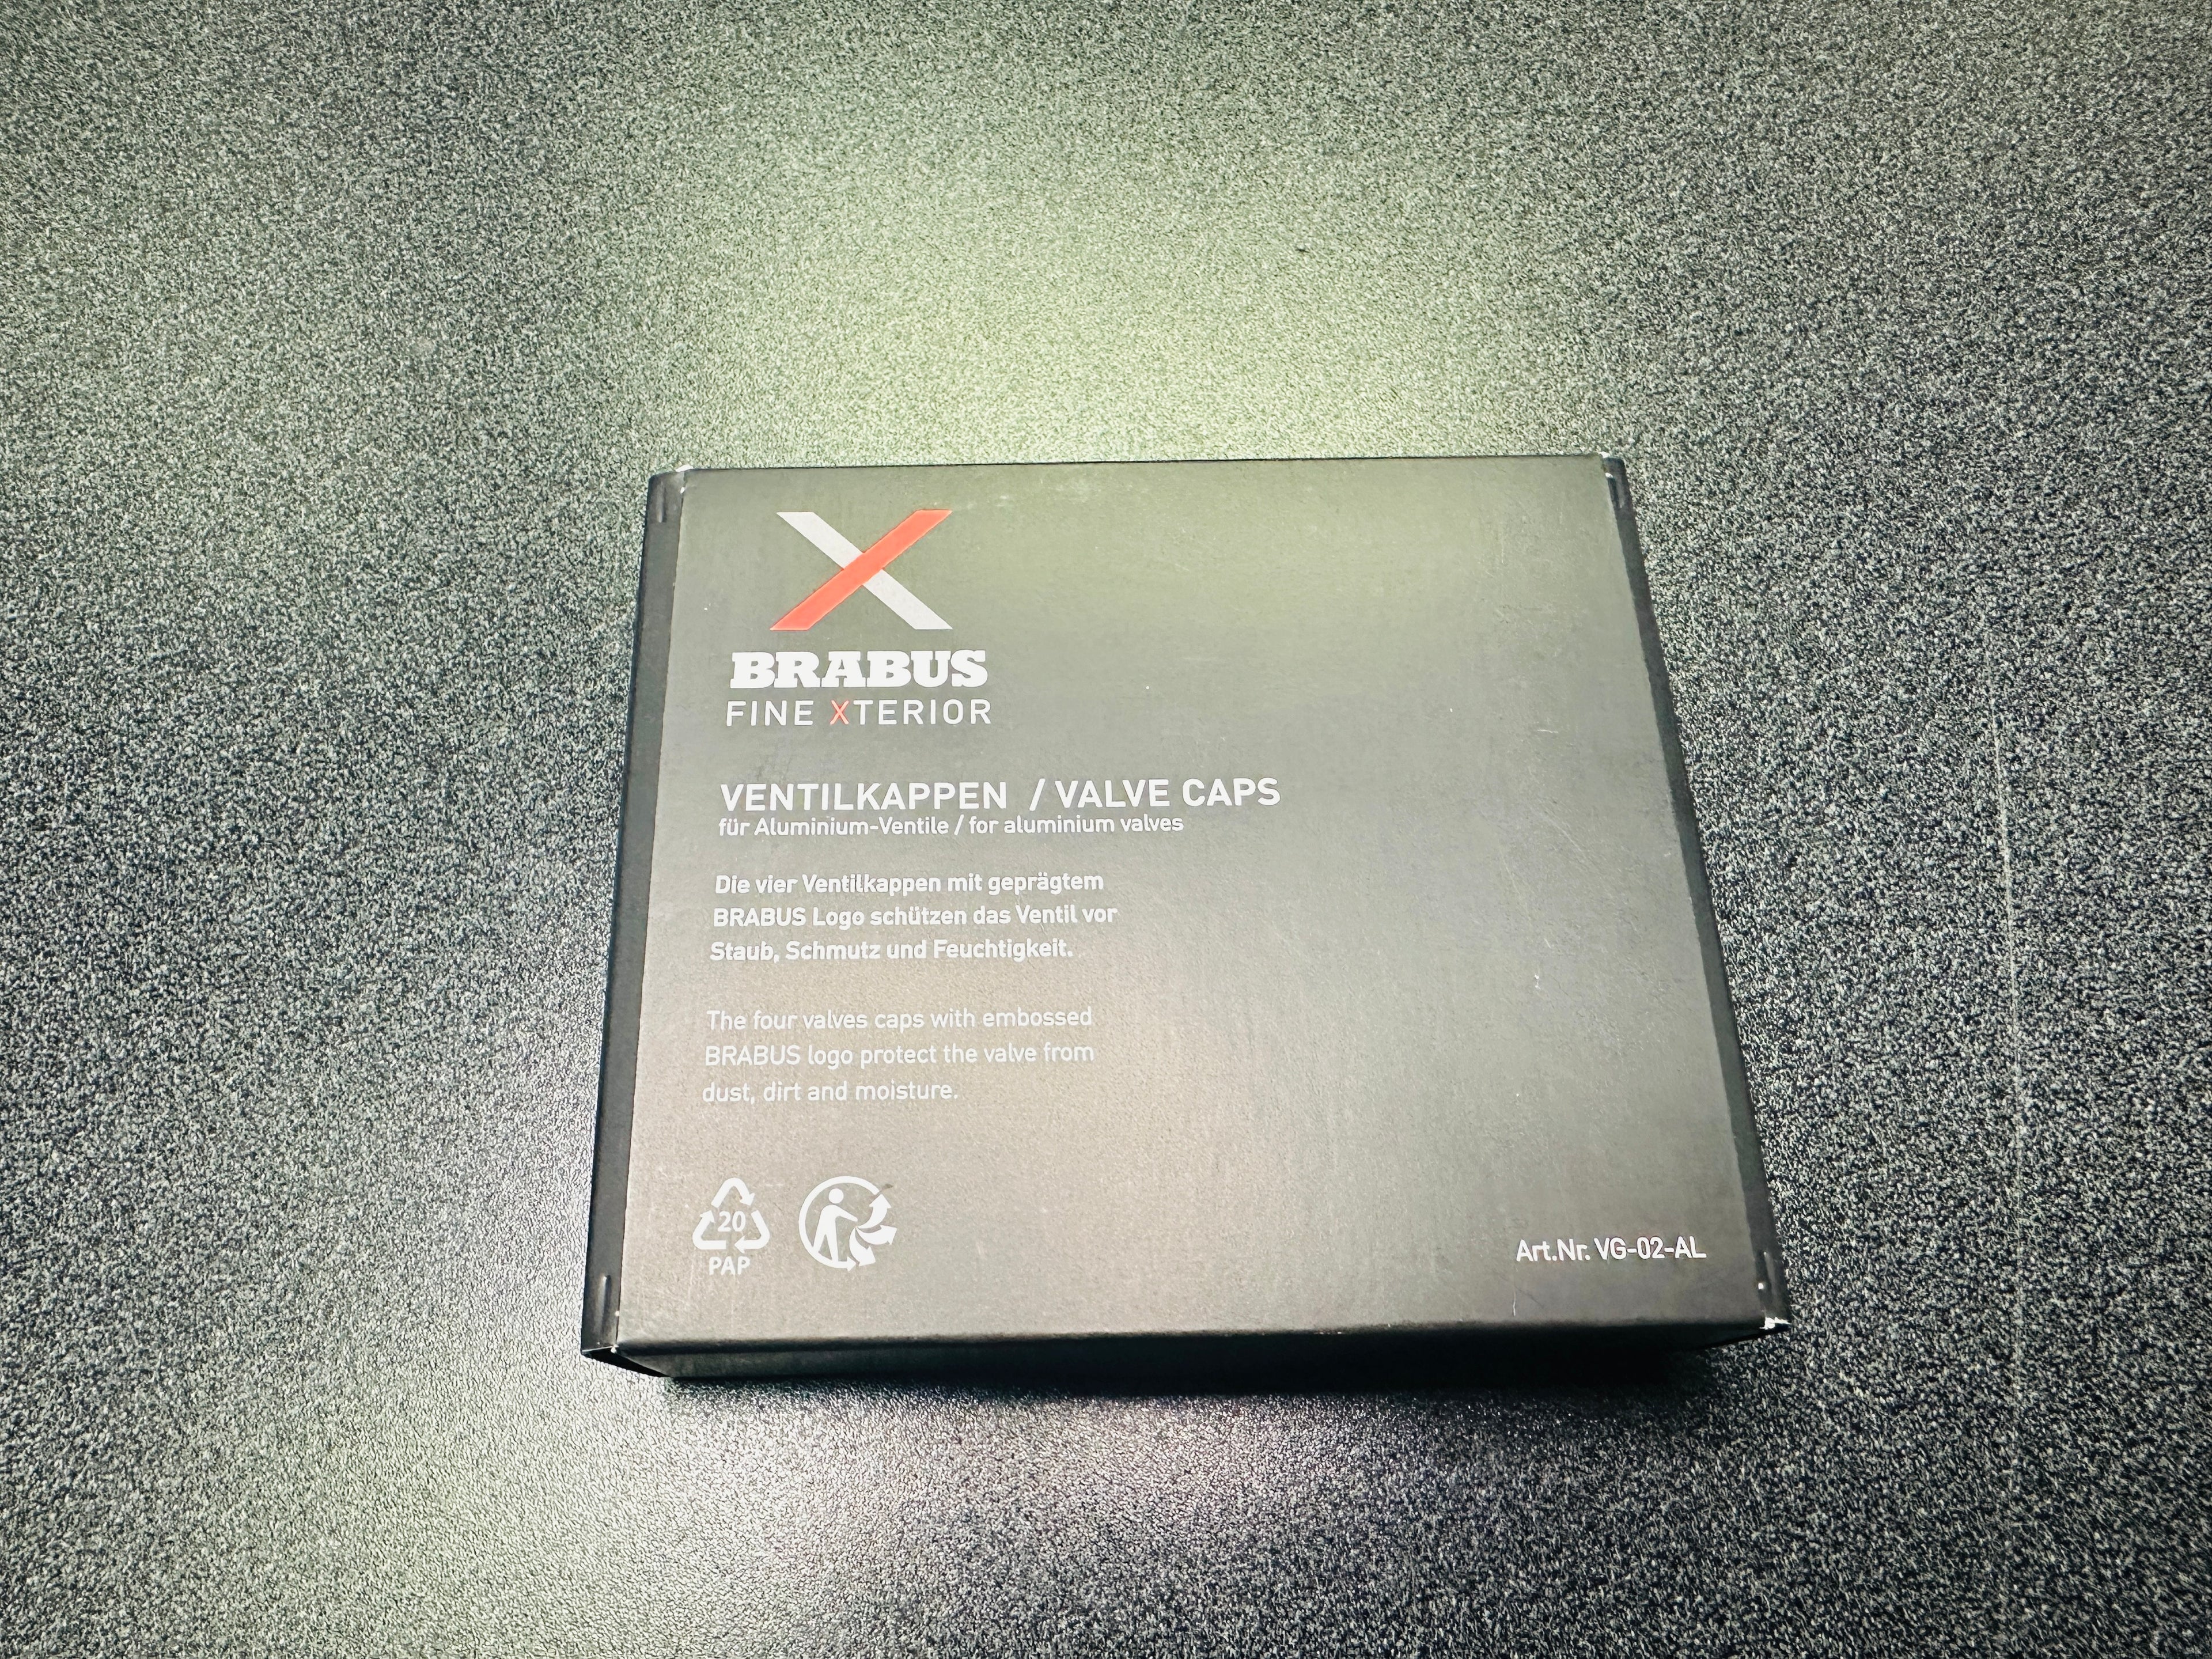 BRABUS
FINE XTERIOR
VENTILKAPPEN / VALVE CAPS
für Aluminium-Ventile / for aluminium valves
Die vier Ventilkappen mit geprägtem
BRABUS Logo schützen das Ventil vor
Staub, Schmutz und Feuchtigkeit.
The four valves caps with embossed
BRABUS logo protect the valve from
dust, dirt and moisture.
20
PAP
Art.Nr. VG-02-AL